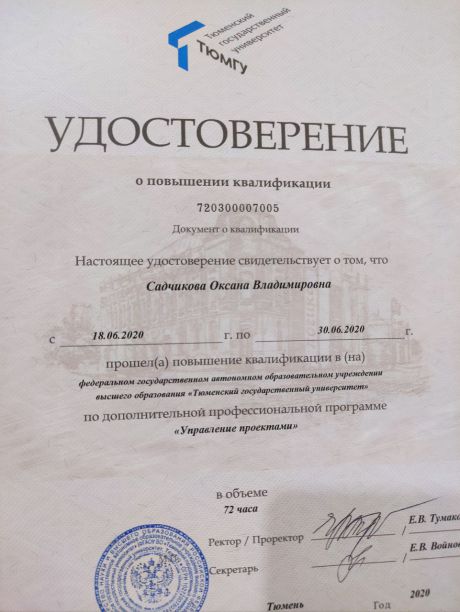 Тюменский
государственный
университет
ТЮМГУ
УДОСТОВЕРЕНИЕ
о повышении квалификации
720300007005
Документ о квалификации
Настоящее удостоверение свидетельствует о том, что
Садчикова Оксана Владимировна
с 18.06.2020 г. по 30.06.2020 г.
прошел(а) повышение квалификации в (на)
федеральном государственном автономном образовательном учреждении
высшего образования «Тюменский государственный университет»
по дополнительной профессиональной программе
«Управление проектами»
в объеме
72 часа
Ректор / Проректор / Е.В. Тумако
Секретарь / Е.В. Войно
Тюмень Год 2020